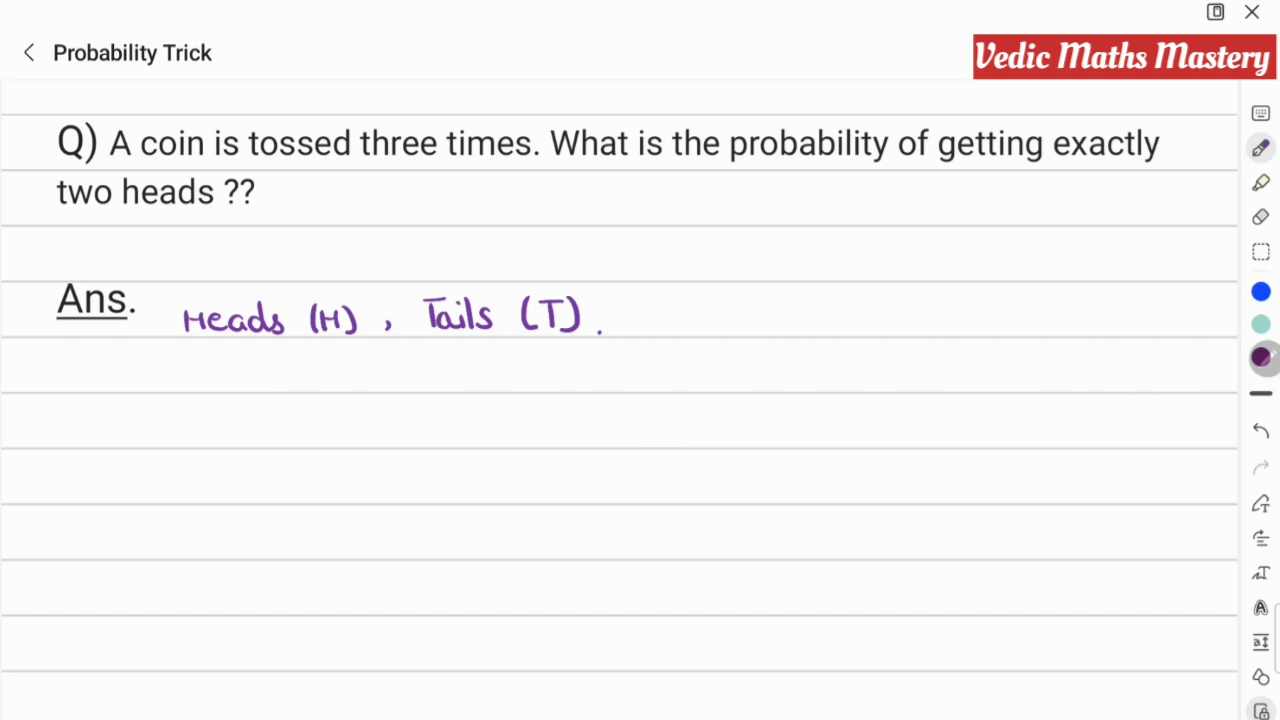 Probability Trick
Vedic Maths Mastery
Q) A coin is tossed three times. What is the probability of getting exactly
two heads ??
Ans. Heads (H) , Tails (T) .